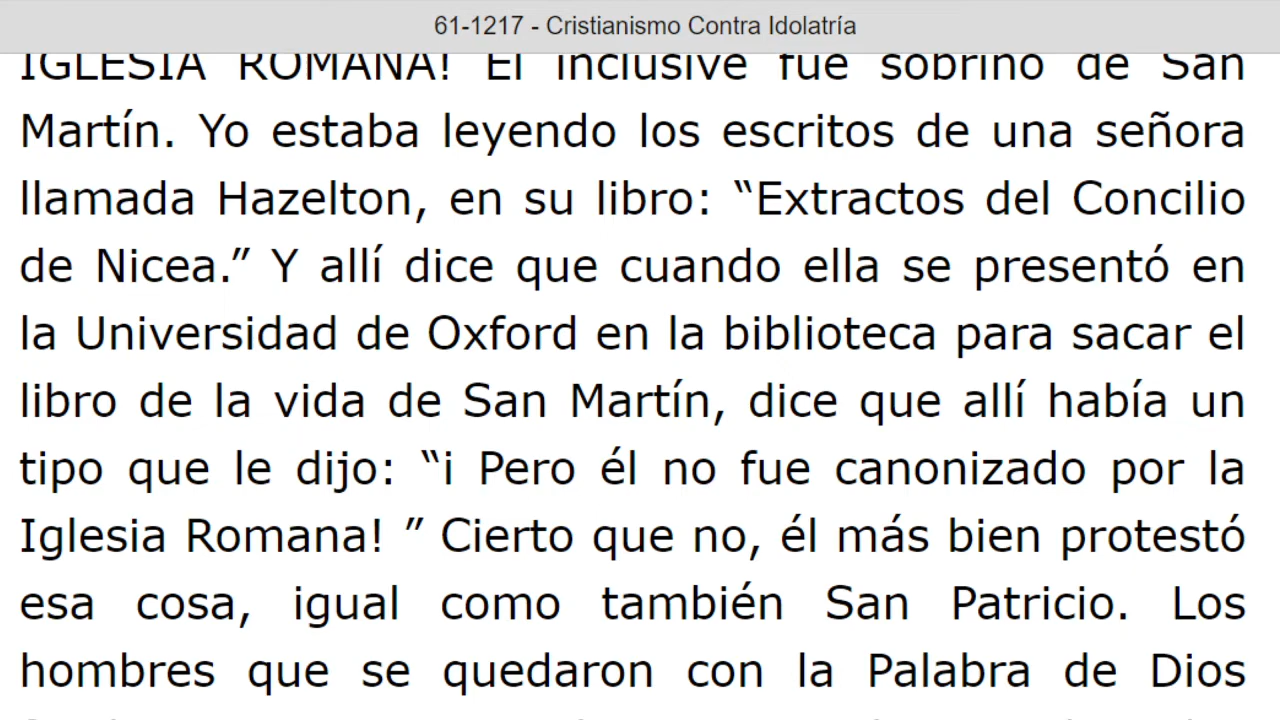 61-1217 - Cristianismo Contra Idolatría
IGLESIA ROMANA! Él inclusive fue sobrino de San
Martín. Yo estaba leyendo los escritos de una señora
llamada Hazelton, en su libro: “Extractos del Concilio
de Nicea.” Y allí dice que cuando ella se presentó en
la Universidad de Oxford en la biblioteca para sacar el
libro de la vida de San Martín, dice que allí había un
tipo que le dijo: “i Pero él no fue canonizado por la
Iglesia Romana! ” Cierto que no, él más bien protestó
esa cosa, igual como también San Patricio. Los
hombres que se quedaron con la Palabra de Dios